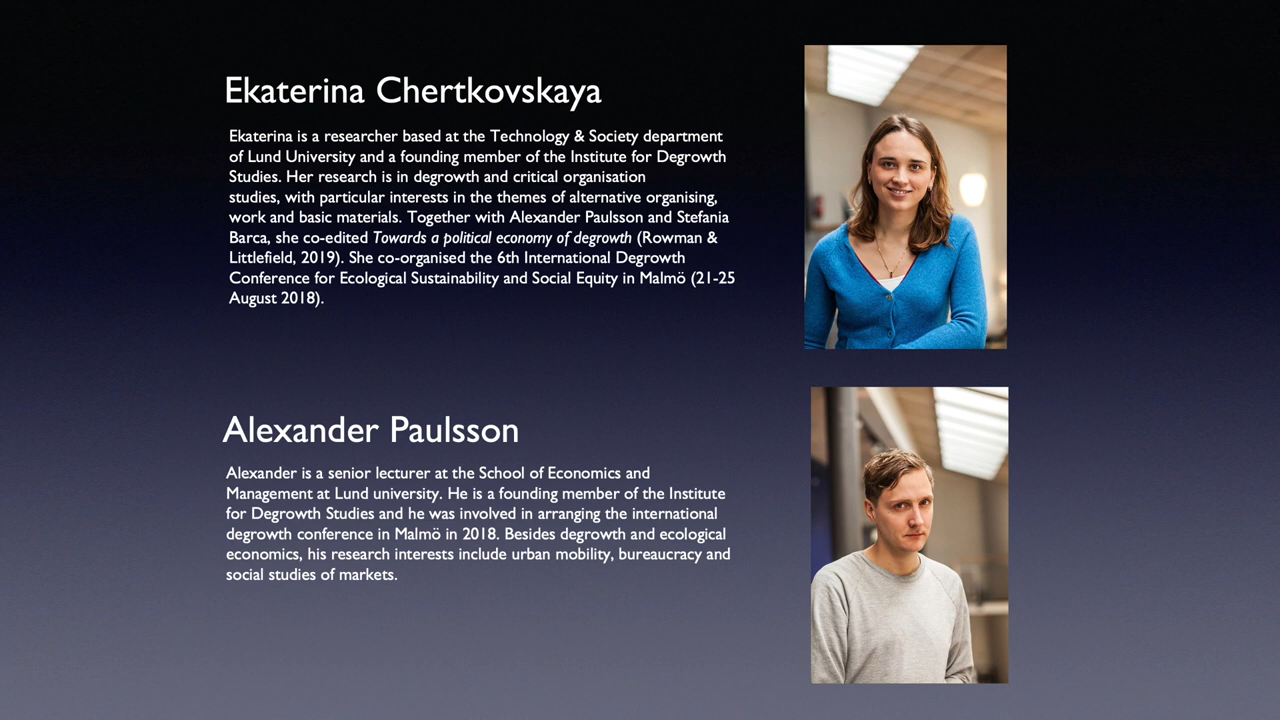 Ekaterina Chertkovskaya
Ekaterina is a researcher based at the Technology & Society department
of Lund University and a founding member of the Institute for Degrowth
Studies. Her research is in degrowth and critical organisation
studies, with particular interests in the themes of alternative organising,
work and basic materials. Together with Alexander Paulsson and Stefania
Barca, she co-edited Towards a political economy of degrowth (Rowman &
Littlefield, 2019). She co-organised the 6th International Degrowth
Conference for Ecological Sustainability and Social Equity in Malmö (21-25
August 2018).
Alexander Paulsson
Alexander is a senior lecturer at the School of Economics and
Management at Lund university. He is a founding member of the Institute
for Degrowth Studies and he was involved in arranging the international
degrowth conference in Malmö in 2018. Besides degrowth and ecological
economics, his research interests include urban mobility, bureaucracy and
social studies of markets.